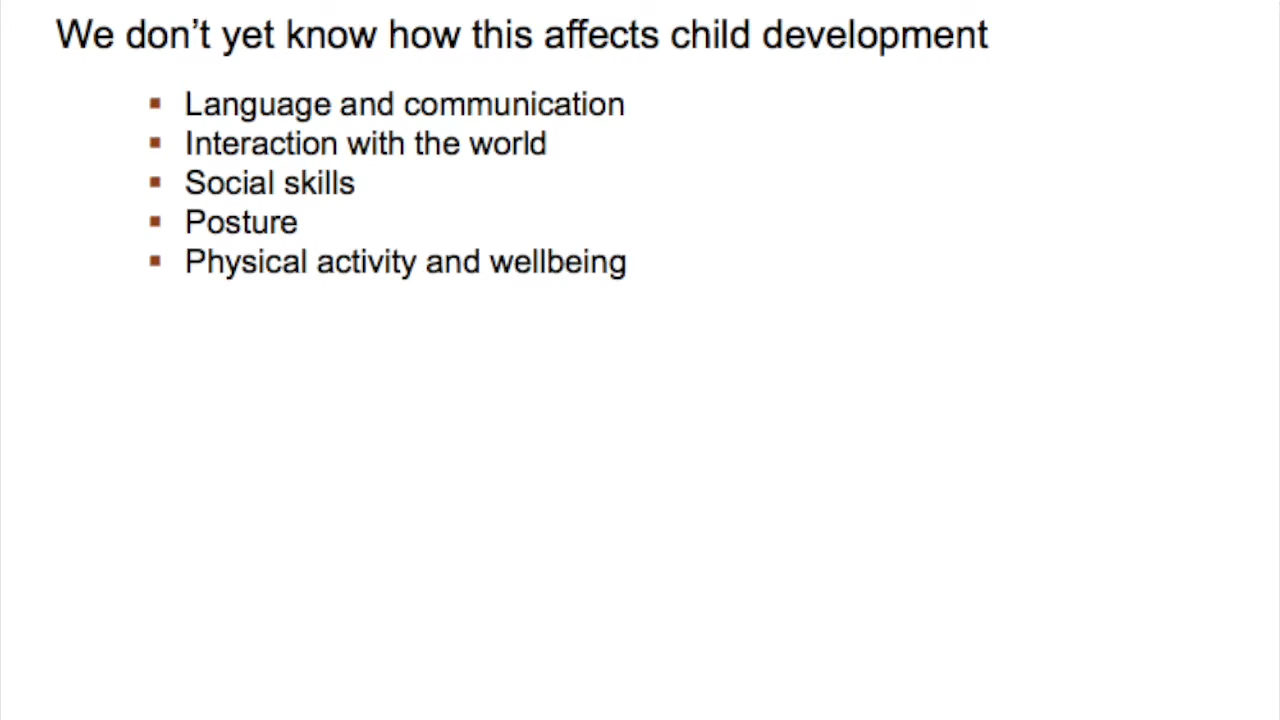 We don’t yet know how this affects child development
▪ Language and communication
▪ Interaction with the world
▪ Social skills
▪ Posture
▪ Physical activity and wellbeing